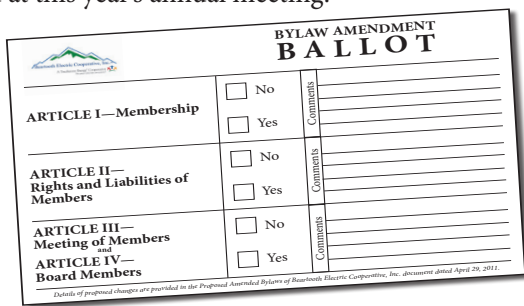 at this year's annual meeting.
BYLAW AMENDMENT
BALLOT
Beartooth Electric Cooperative, Inc.
ARTICLE I—Membership
No
Yes
Comments
ARTICLE II—
Rights and Liabilities of
Members
No
Yes
Comments
ARTICLE III—
Meeting of Members
and
ARTICLE IV—
Board Members
No
Yes
Comments
Details of proposed changes are provided in the Proposed Amended Bylaws of Beartooth Electric Cooperative, Inc. document dated April 29, 2011.